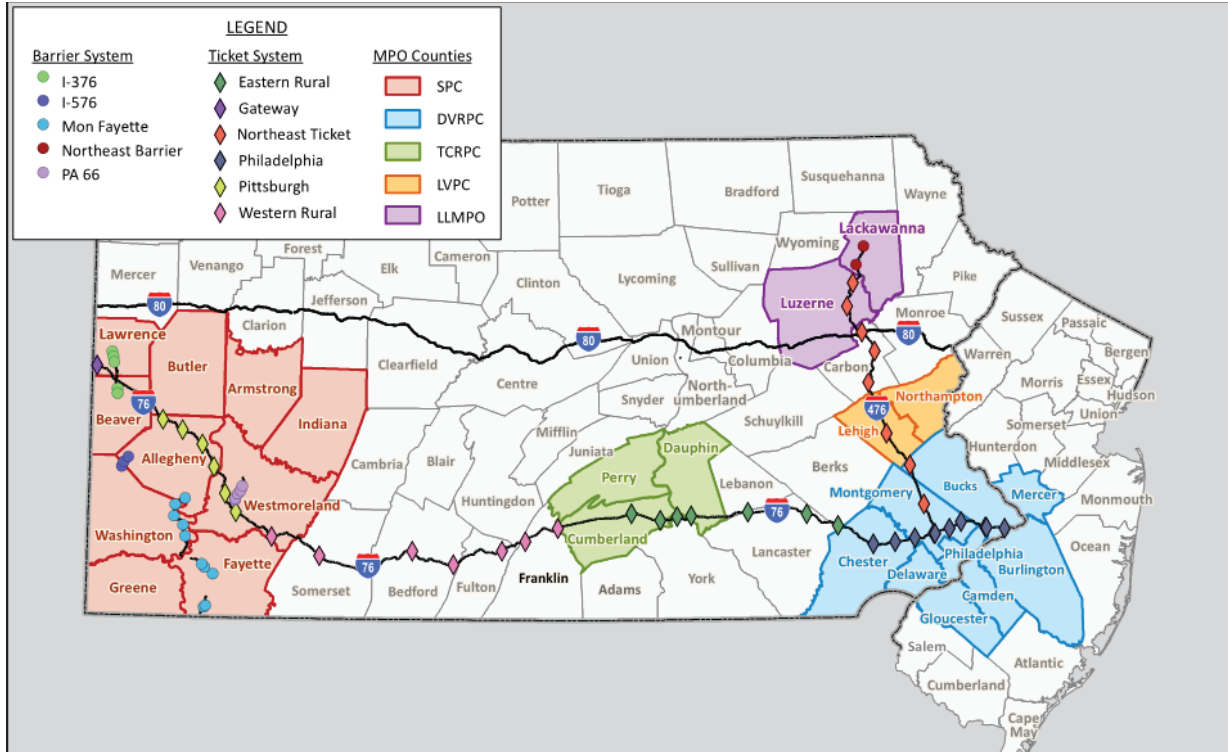 LEGEND
Barrier System
I-376
I-576
Mon Fayette
Northeast Barrier
PA 66
Ticket System
Eastern Rural
Gateway
Northeast Ticket
Philadelphia
Pittsburgh
Western Rural
MPO Counties
SPC
DVRPC
TCRPC
LVPC
LLMPO
Potter
Tioga
Bradford
Susquehanna
Wayne
Wyoming
Lackawanna
Mercer
Venango
Forest
Elk
Cameron
Clinton
Lycoming
Sullivan
Pike
Jefferson
Luzerne
Monroe
Sussex
Passaic
Bergen
80
80
80
Lawrence
Clarion
Butler
Clearfield
Centre
Union
Montour
Columbia
Carbon
Warren
Morris
Essex
Hudson
Union
Armstrong
North-
umberland
Snyder
Northampton
Somerset
76
Beaver
Indiana
Mifflin
Schuylkill
476
Lehigh
Hunterdon
Middlesex
Allegheny
Cambria
Blair
Juniata
Dauphin
Berks
Huntingdon
Perry
Lebanon
Montgomery
Bucks
Mercer
Monmouth
Westmoreland
76
Washington
Cumberland
Lancaster
Chester
Philadelphia
Ocean
Fayette
76
Delaware
Burlington
Greene
Somerset
Bedford
Fulton
Franklin
Adams
York
Camden
Gloucester
Salem
Atlantic
Cumberland
Cape
May